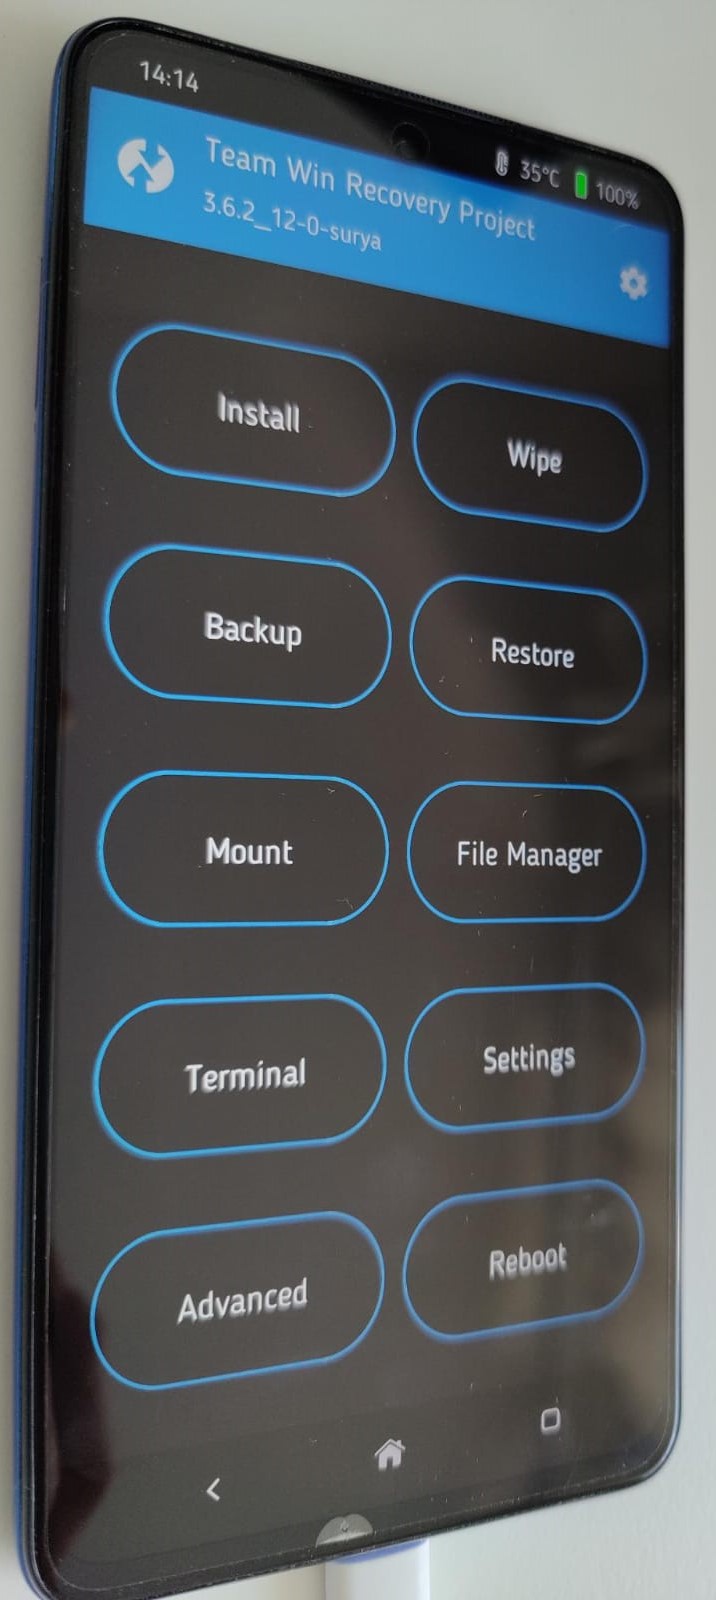 14:14
35°C 100%
Team Win Recovery Project
3.6.2_12-0-surya
Install
Wipe
Backup
Restore
Mount
File Manager
Terminal
Settings
Advanced
Reboot